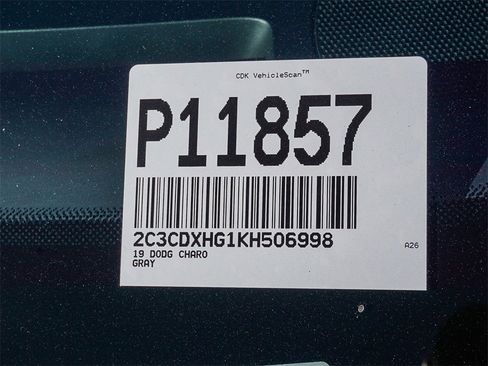 CDK VehicleScan™
P11857
2C3CDXHG1KH506998
19 DODG CHARO
GRAY
A26